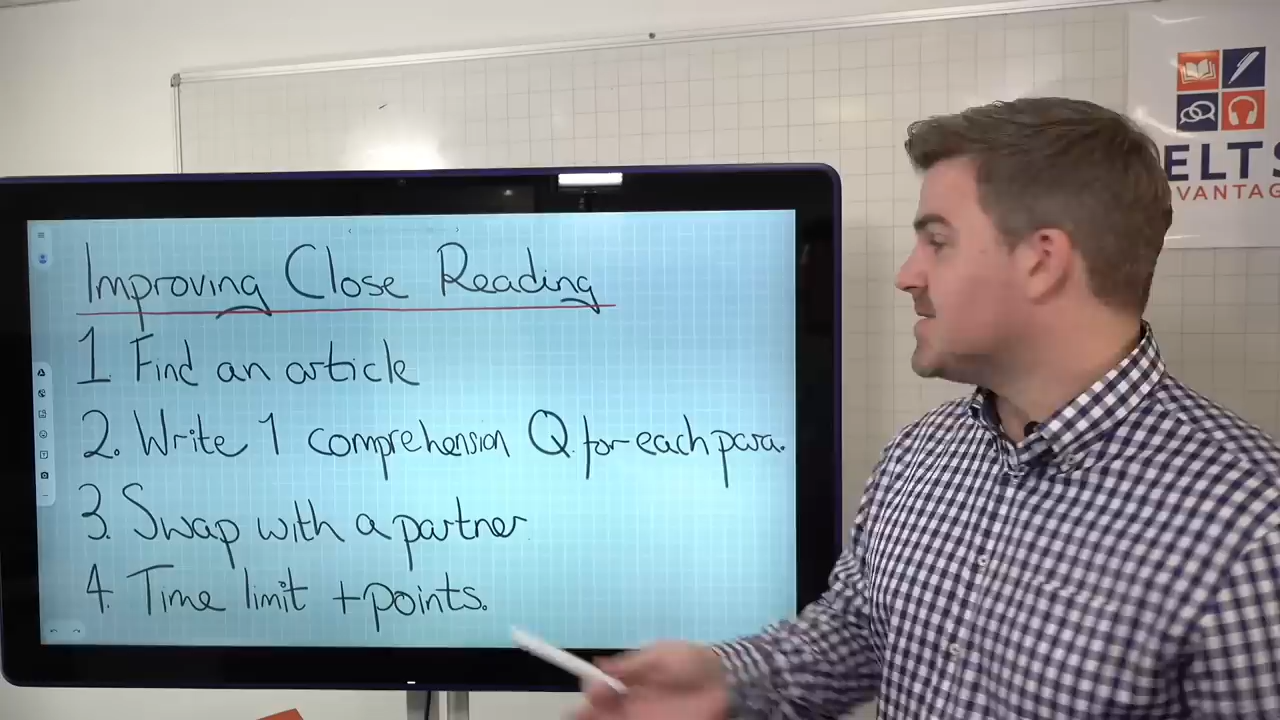 Improving Close Reading
1. Find an article
2. Write 1 comprehension Q. for each para.
3. Swap with a partner
4. Time limit + points.
ELTS
VANTAG